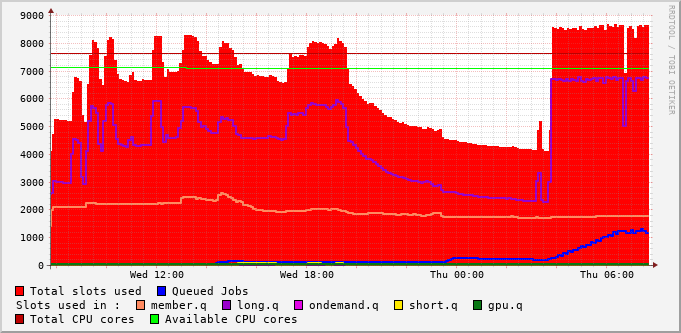 9000
8000
7000
6000
5000
4000
3000
2000
1000
0
Wed 12:00 Wed 18:00 Thu 00:00 Thu 06:00
RRDTOOL / TOBI OETIKER
Total slots used Queued Jobs
Slots used in : member.q long.q ondemand.q short.q gpu.q
Total CPU cores Available CPU cores